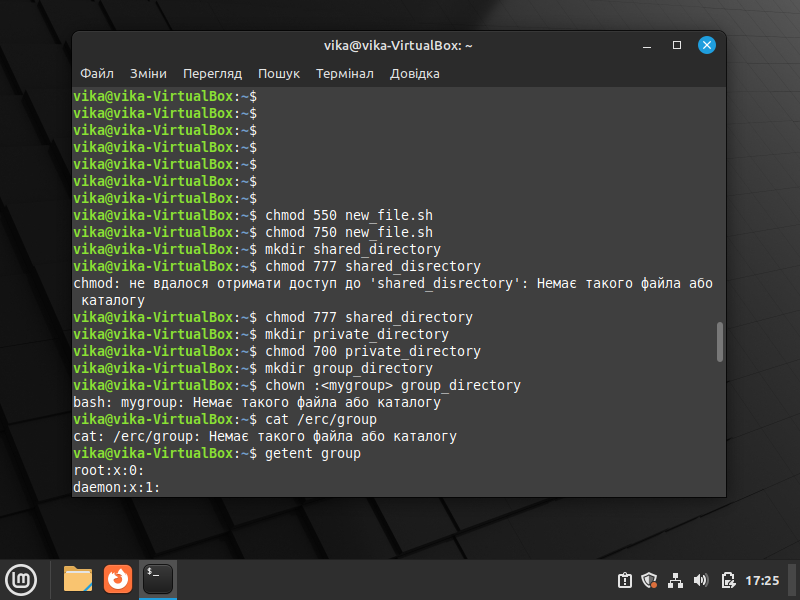 vika@vika-VirtualBox: ~
Файл Зміни Перегляд Пошук Термінал Довідка
vika@vika-VirtualBox:~$
vika@vika-VirtualBox:~$
vika@vika-VirtualBox:~$
vika@vika-VirtualBox:~$
vika@vika-VirtualBox:~$
vika@vika-VirtualBox:~$
vika@vika-VirtualBox:~$
vika@vika-VirtualBox:~$ chmod 550 new_file.sh
vika@vika-VirtualBox:~$ chmod 750 new_file.sh
vika@vika-VirtualBox:~$ mkdir shared_directory
vika@vika-VirtualBox:~$ chmod 777 shared_disrectory
chmod: не вдалося отримати доступ до 'shared_disrectory': Немає такого файла або
каталогу
vika@vika-VirtualBox:~$ chmod 777 shared_directory
vika@vika-VirtualBox:~$ mkdir private_directory
vika@vika-VirtualBox:~$ chmod 700 private_directory
vika@vika-VirtualBox:~$ mkdir group_directory
vika@vika-VirtualBox:~$ chown :<mygroup> group_directory
bash: mygroup: Немає такого файла або каталогу
vika@vika-VirtualBox:~$ cat /erc/group
cat: /erc/group: Немає такого файла або каталогу
vika@vika-VirtualBox:~$ getent group
root:x:0:
daemon:x:1:
17:25